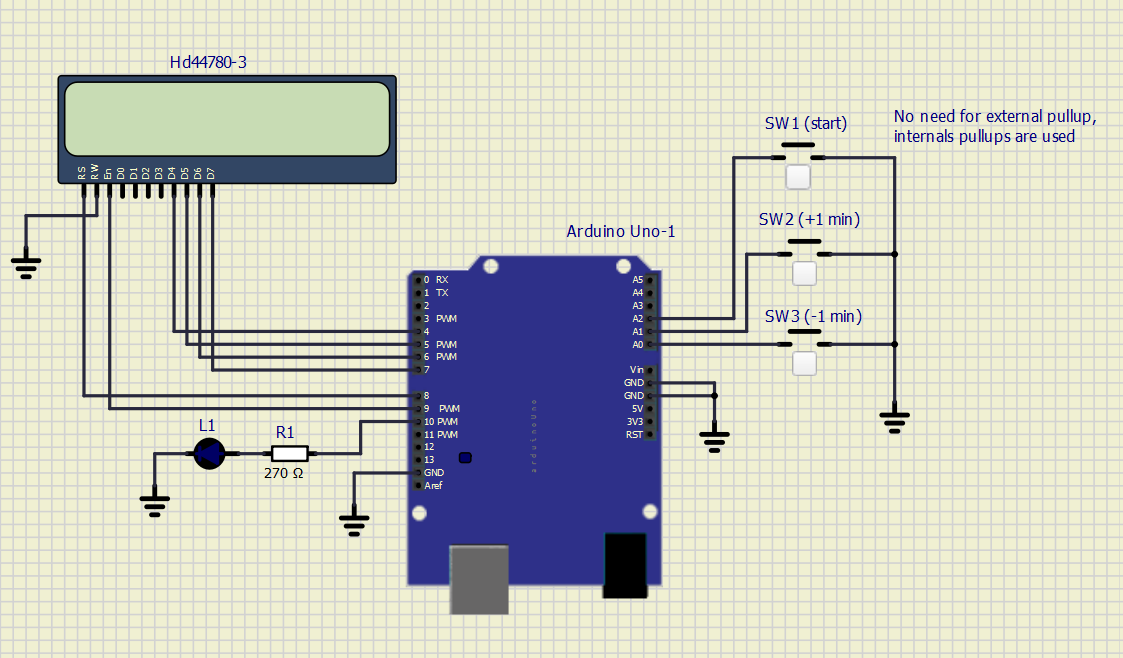 Hd44780-3
RS RW En D0 D1 D2 D3 D4 D5 D6 D7
SW1 (start)
No need for external pullup,
internals pullups are used
SW2 (+1 min)
SW3 (-1 min)
Arduino Uno-1
0 RX
1 TX
2
3 PWM
4
5 PWM
6 PWM
7
8
9 PWM
10 PWM
11 PWM
12
13
GND
Aref
A5
A4
A3
A2
A1
A0
Vin
GND
GND
5V
3V3
RST
arduinoUno
L1
R1
270 Ω